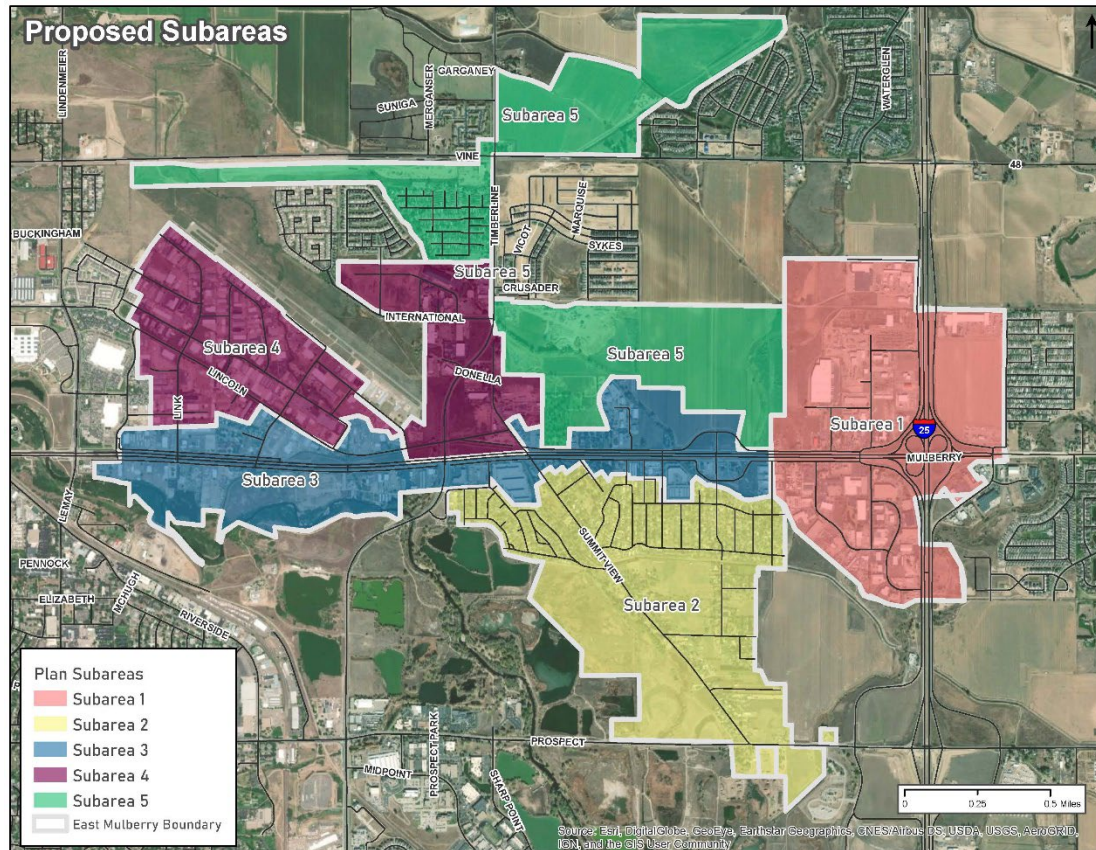 Proposed Subareas
LINDENMEIER
GARGANEY
MERGANSER
SUNIGA
WATERGLEN
Subarea 5
VINE
48
TIMBERLINE
MARQUISE
VICOT
SYKES
BUCKINGHAM
Subarea 5
CRUSADER
INTERNATIONAL
Subarea 4
Subarea 5
LINCOLN
DONELLA
LINK
Subarea 1
25
MULBERRY
Subarea 3
LEMAY
SUMMIT VIEW
PENNOCK
ELIZABETH
MCHUGH
RIVERSIDE
Subarea 2
Plan Subareas
Subarea 1
Subarea 2
Subarea 3
Subarea 4
Subarea 5
East Mulberry Boundary
PROSPECT
MIDPOINT
PROSPECT PARK
SHARP POINT
0 0.25 0.5 Miles
Source: Esri, DigitalGlobe, GeoEye, Earthstar Geographics, CNES/Airbus DS, USDA, USGS, AeroGRID,
IGN, and the GIS User Community